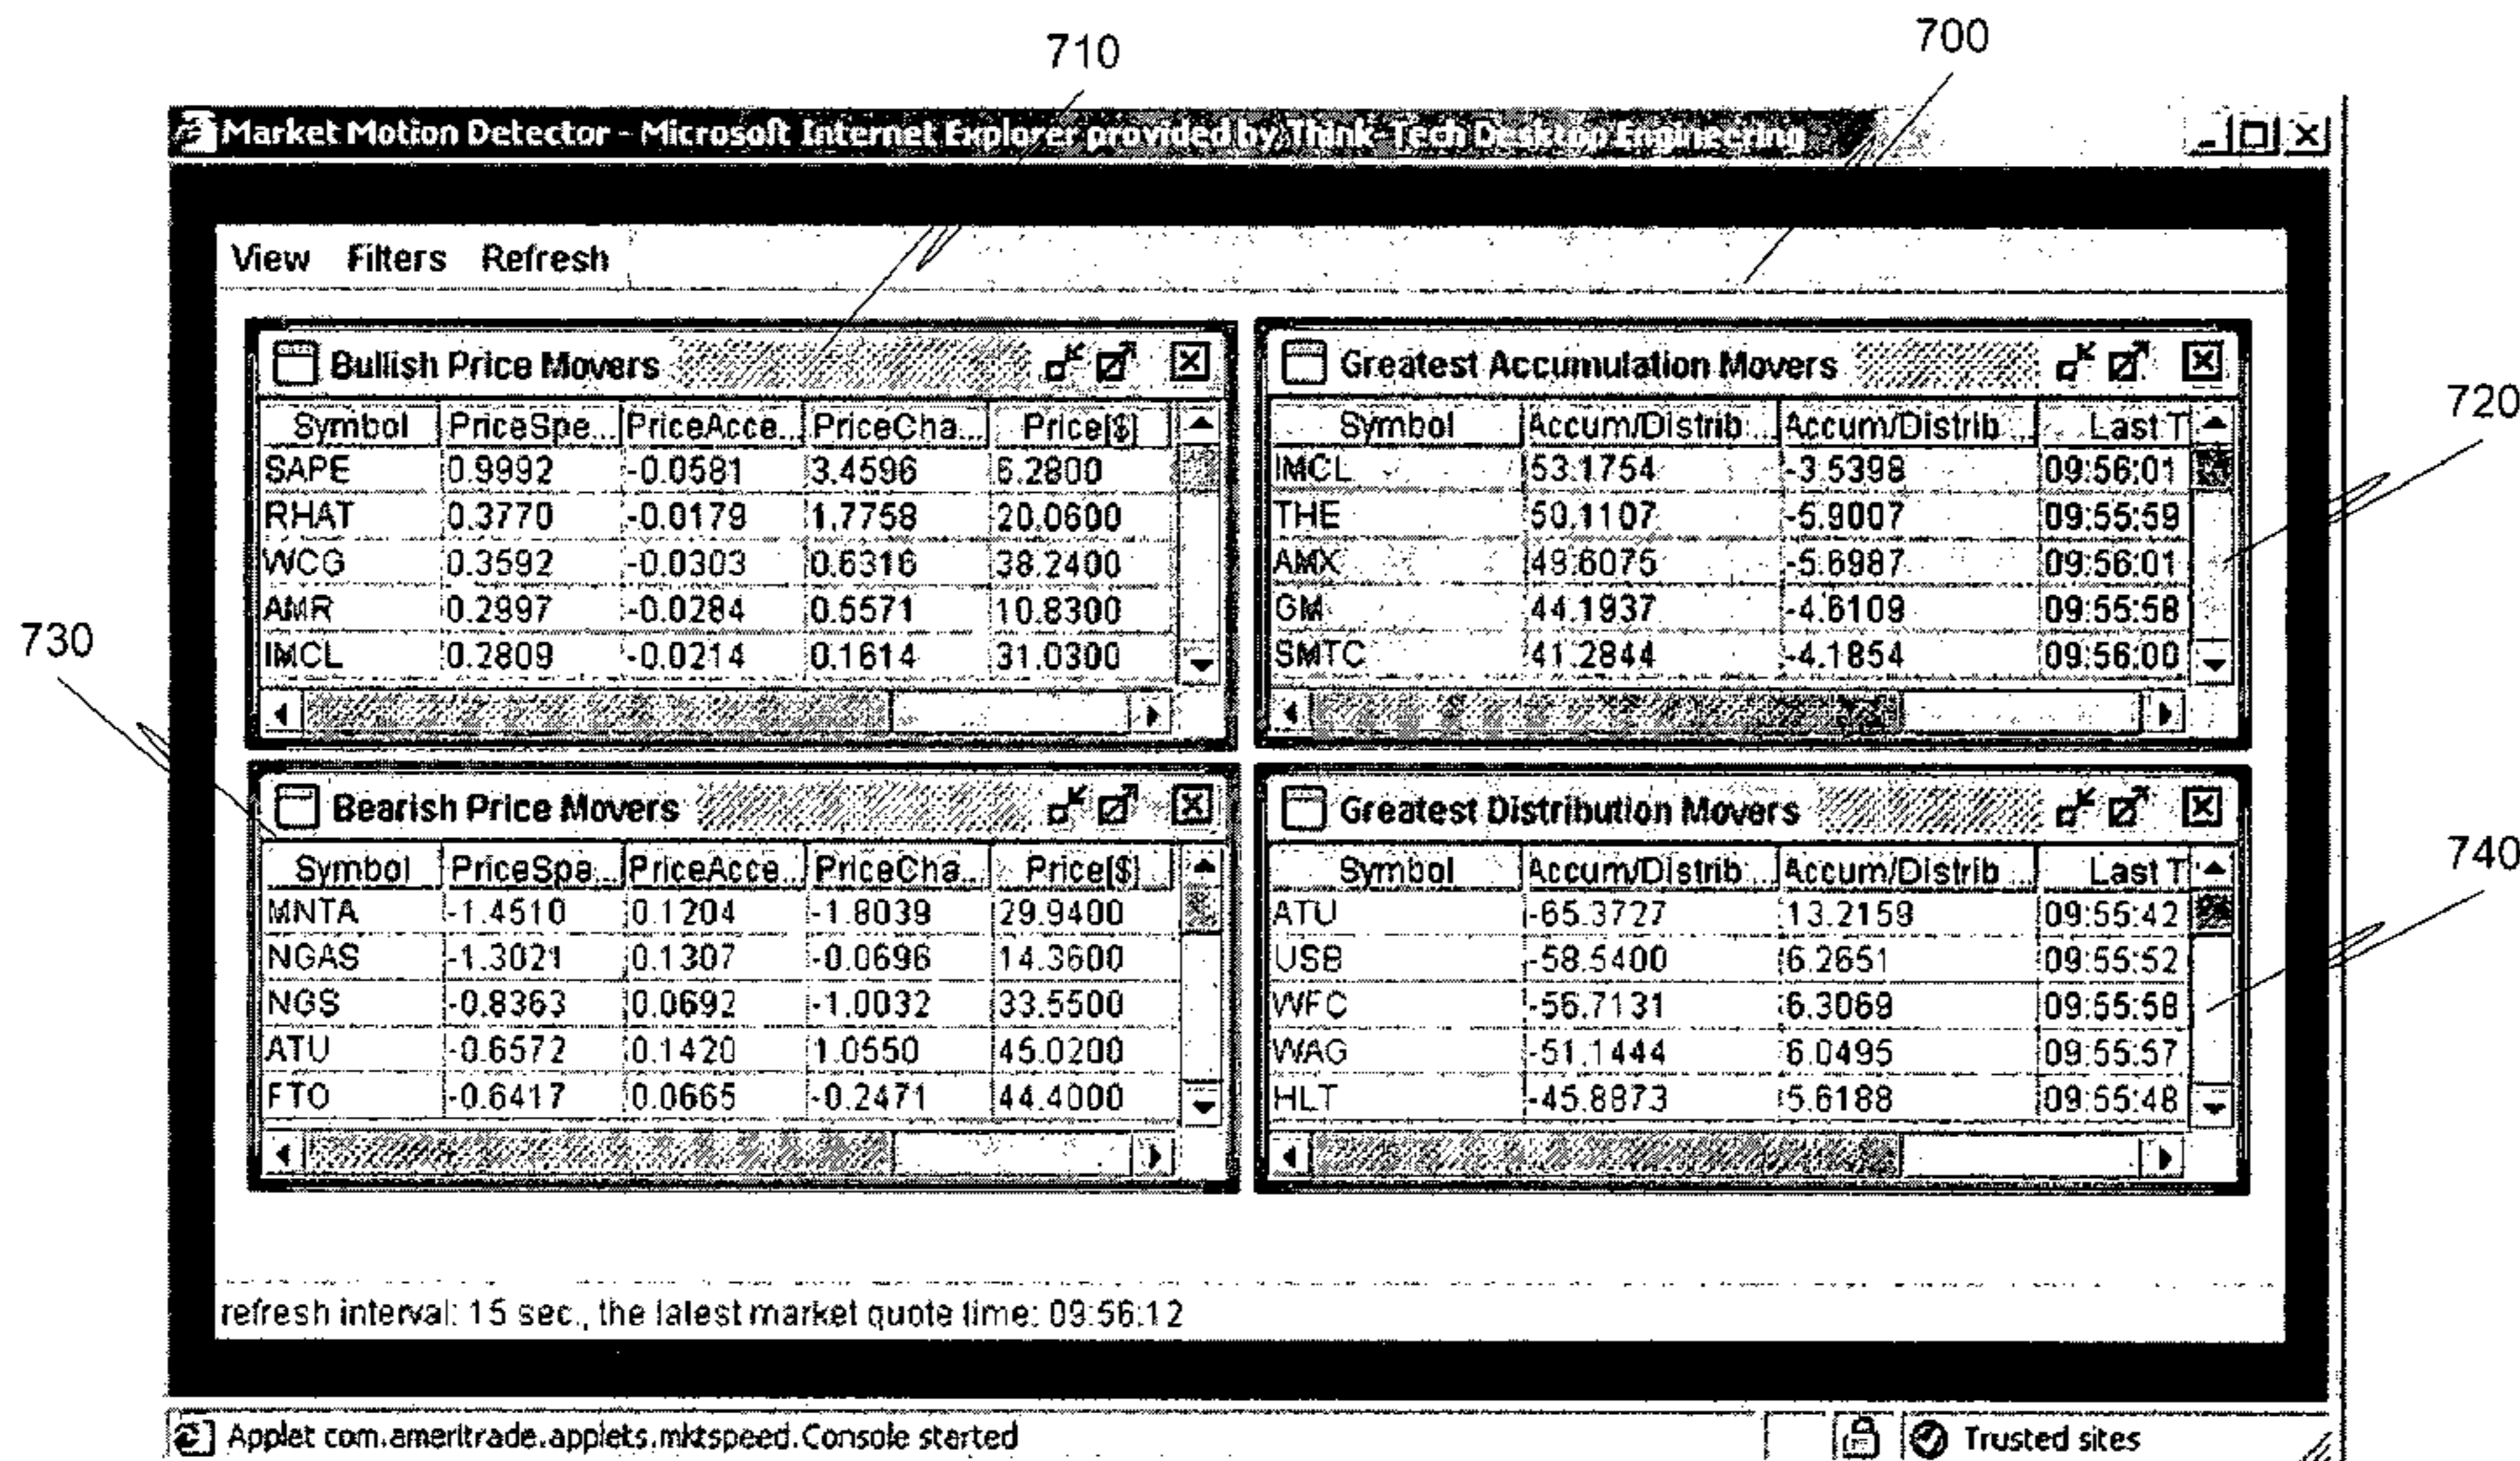 710
700
Market Motion Detector - Microsoft Internet Explorer provided by Think-Tech Desktop Engineering
View Filters Refresh
Bullish Price Movers
Symbol PriceSpe... PriceAcce... PriceCha... Price[$]
SAPE 0.9992 -0.0581 3.4596 6.2800
RHAT 0.3770 -0.0179 1.7758 20.0600
WCG 0.3592 -0.0303 0.6316 38.2400
AMR 0.2997 -0.0284 0.5571 10.8300
IMCL 0.2809 -0.0214 0.1614 31.0300
Greatest Accumulation Movers
Symbol Accum/Distrib ... Accum/Distrib ... Last T
IMCL 53.1754 -3.5398 09:56:01
THE 50.1107 -5.9007 09:55:59
AMX 49.6075 -5.6987 09:56:01
GM 44.1937 -4.6109 09:55:58
SMTC 41.2844 -4.1854 09:56:00
720
730
Bearish Price Movers
Symbol PriceSpe... PriceAcce... PriceCha... Price[$]
MNTA -1.4510 0.1204 -1.8039 29.9400
NGAS -1.3021 0.1307 -0.0696 14.3600
NGS -0.8363 0.0692 -1.0032 33.5500
ATU -0.6572 0.1420 1.0550 45.0200
FTO -0.6417 0.0665 -0.2471 44.4000
Greatest Distribution Movers
Symbol Accum/Distrib ... Accum/Distrib ... Last T
ATU -65.3727 13.2159 09:55:42
USB -58.5400 6.2651 09:55:52
WFC -56.7131 6.3069 09:55:58
WAG -51.1444 6.0495 09:55:57
HLT -45.8873 5.6188 09:55:48
740
refresh interval: 15 sec., the latest market quote time: 09:56:12
Applet com.ameritrade.applets.mktspeed.Console started
Trusted sites